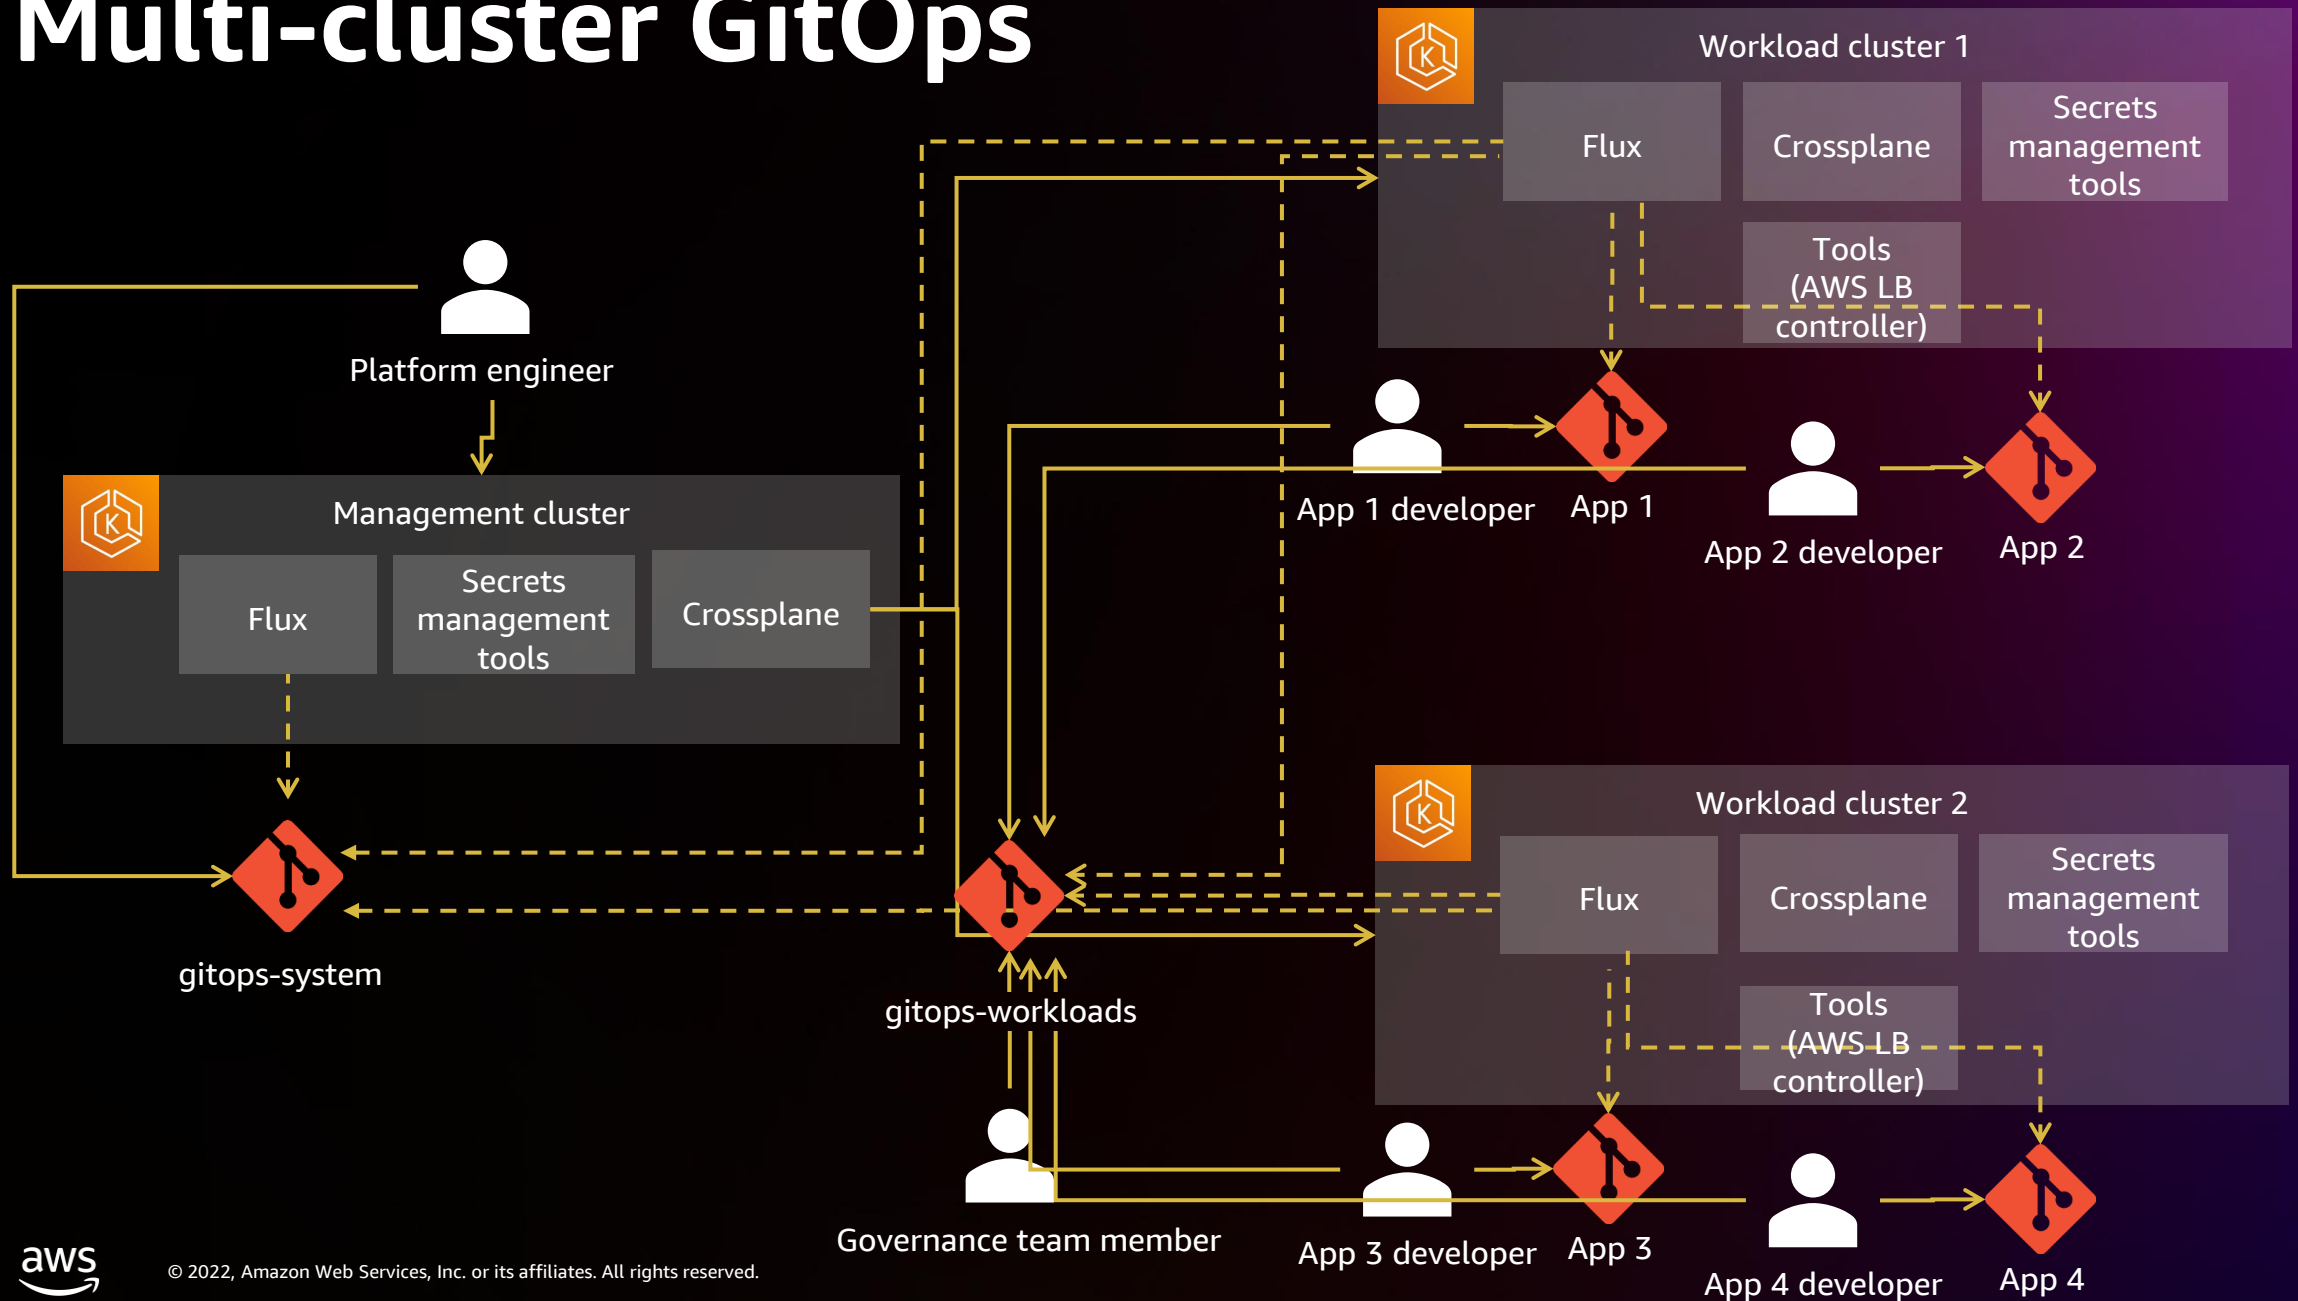 Multi-cluster GitOps
Workload cluster 1
Flux
Crossplane
Secrets
management
tools
Tools
(AWS LB
controller)
Platform engineer
App 1 developer
App 1
App 2 developer
App 2
Management cluster
Flux
Secrets
management
tools
Crossplane
Workload cluster 2
Flux
Crossplane
Secrets
management
tools
Tools
(AWS LB
controller)
gitops-system
gitops-workloads
Governance team member
App 3 developer
App 3
App 4 developer
App 4
aws
© 2022, Amazon Web Services, Inc. or its affiliates. All rights reserved.
K
K
K